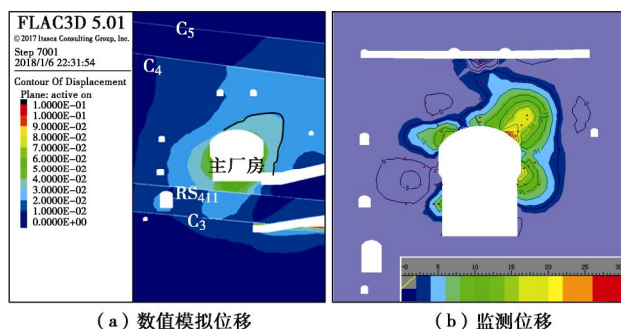 FLAC3D 5.01
© 2017 Itasca Consulting Group, Inc.
Step 7001
2018/1/6 22:31:54
Contour Of Displacement
Plane: active on
1.0000E-01
1.0000E-01
9.0000E-02
8.0000E-02
7.0000E-02
6.0000E-02
5.0000E-02
4.0000E-02
3.0000E-02
2.0000E-02
1.0000E-02
0.0000E+00
C5
C4
主厂房
RS411
C3
0 5 10 15 20 25 30
(a)数值模拟位移
(b)监测位移